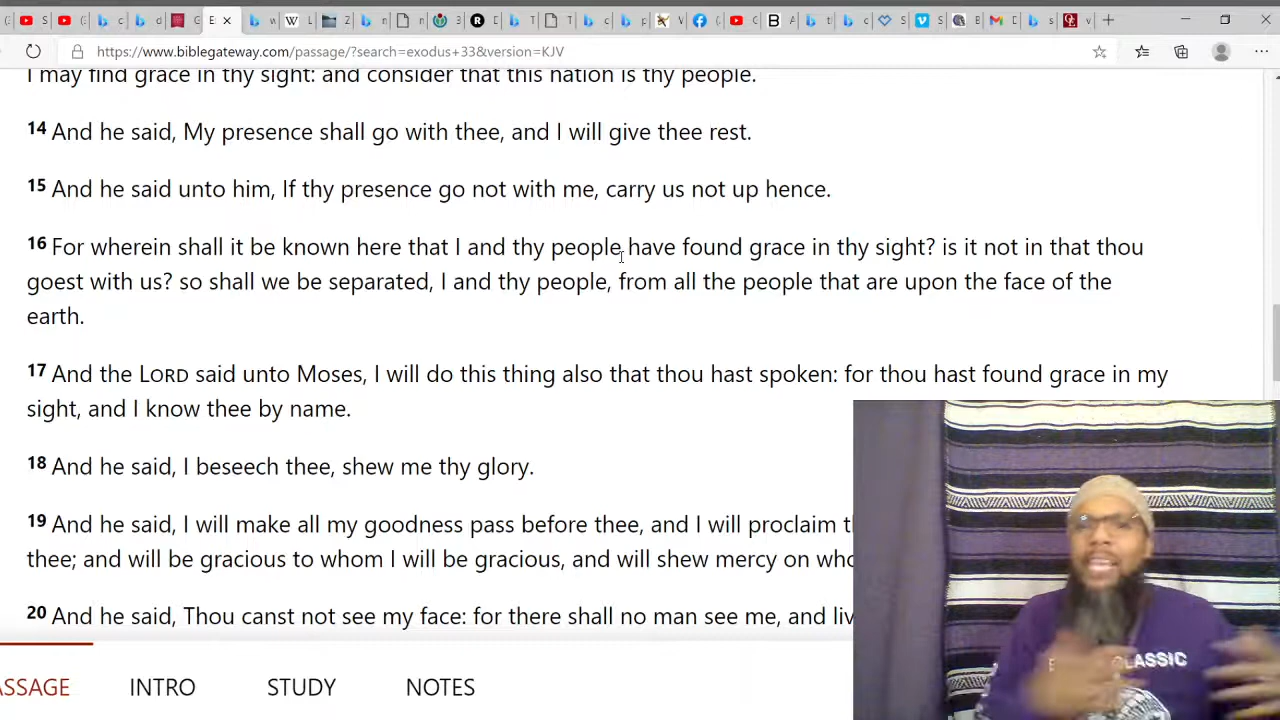 https://www.biblegateway.com/passage/?search=exodus+33&version=KJV
I may find grace in thy sight: and consider that this nation is thy people.
14 And he said, My presence shall go with thee, and I will give thee rest.
15 And he said unto him, If thy presence go not with me, carry us not up hence.
16 For wherein shall it be known here that I and thy people have found grace in thy sight? is it not in that thou
goest with us? so shall we be separated, I and thy people, from all the people that are upon the face of the
earth.
17 And the LORD said unto Moses, I will do this thing also that thou hast spoken: for thou hast found grace in my
sight, and I know thee by name.
18 And he said, I beseech thee, shew me thy glory.
19 And he said, I will make all my goodness pass before thee, and I will proclaim
thee; and will be gracious to whom I will be gracious, and will shew mercy on
20 And he said, Thou canst not see my face: for there shall no man see me, and
CLASSIC
ASSAGE INTRO STUDY NOTES